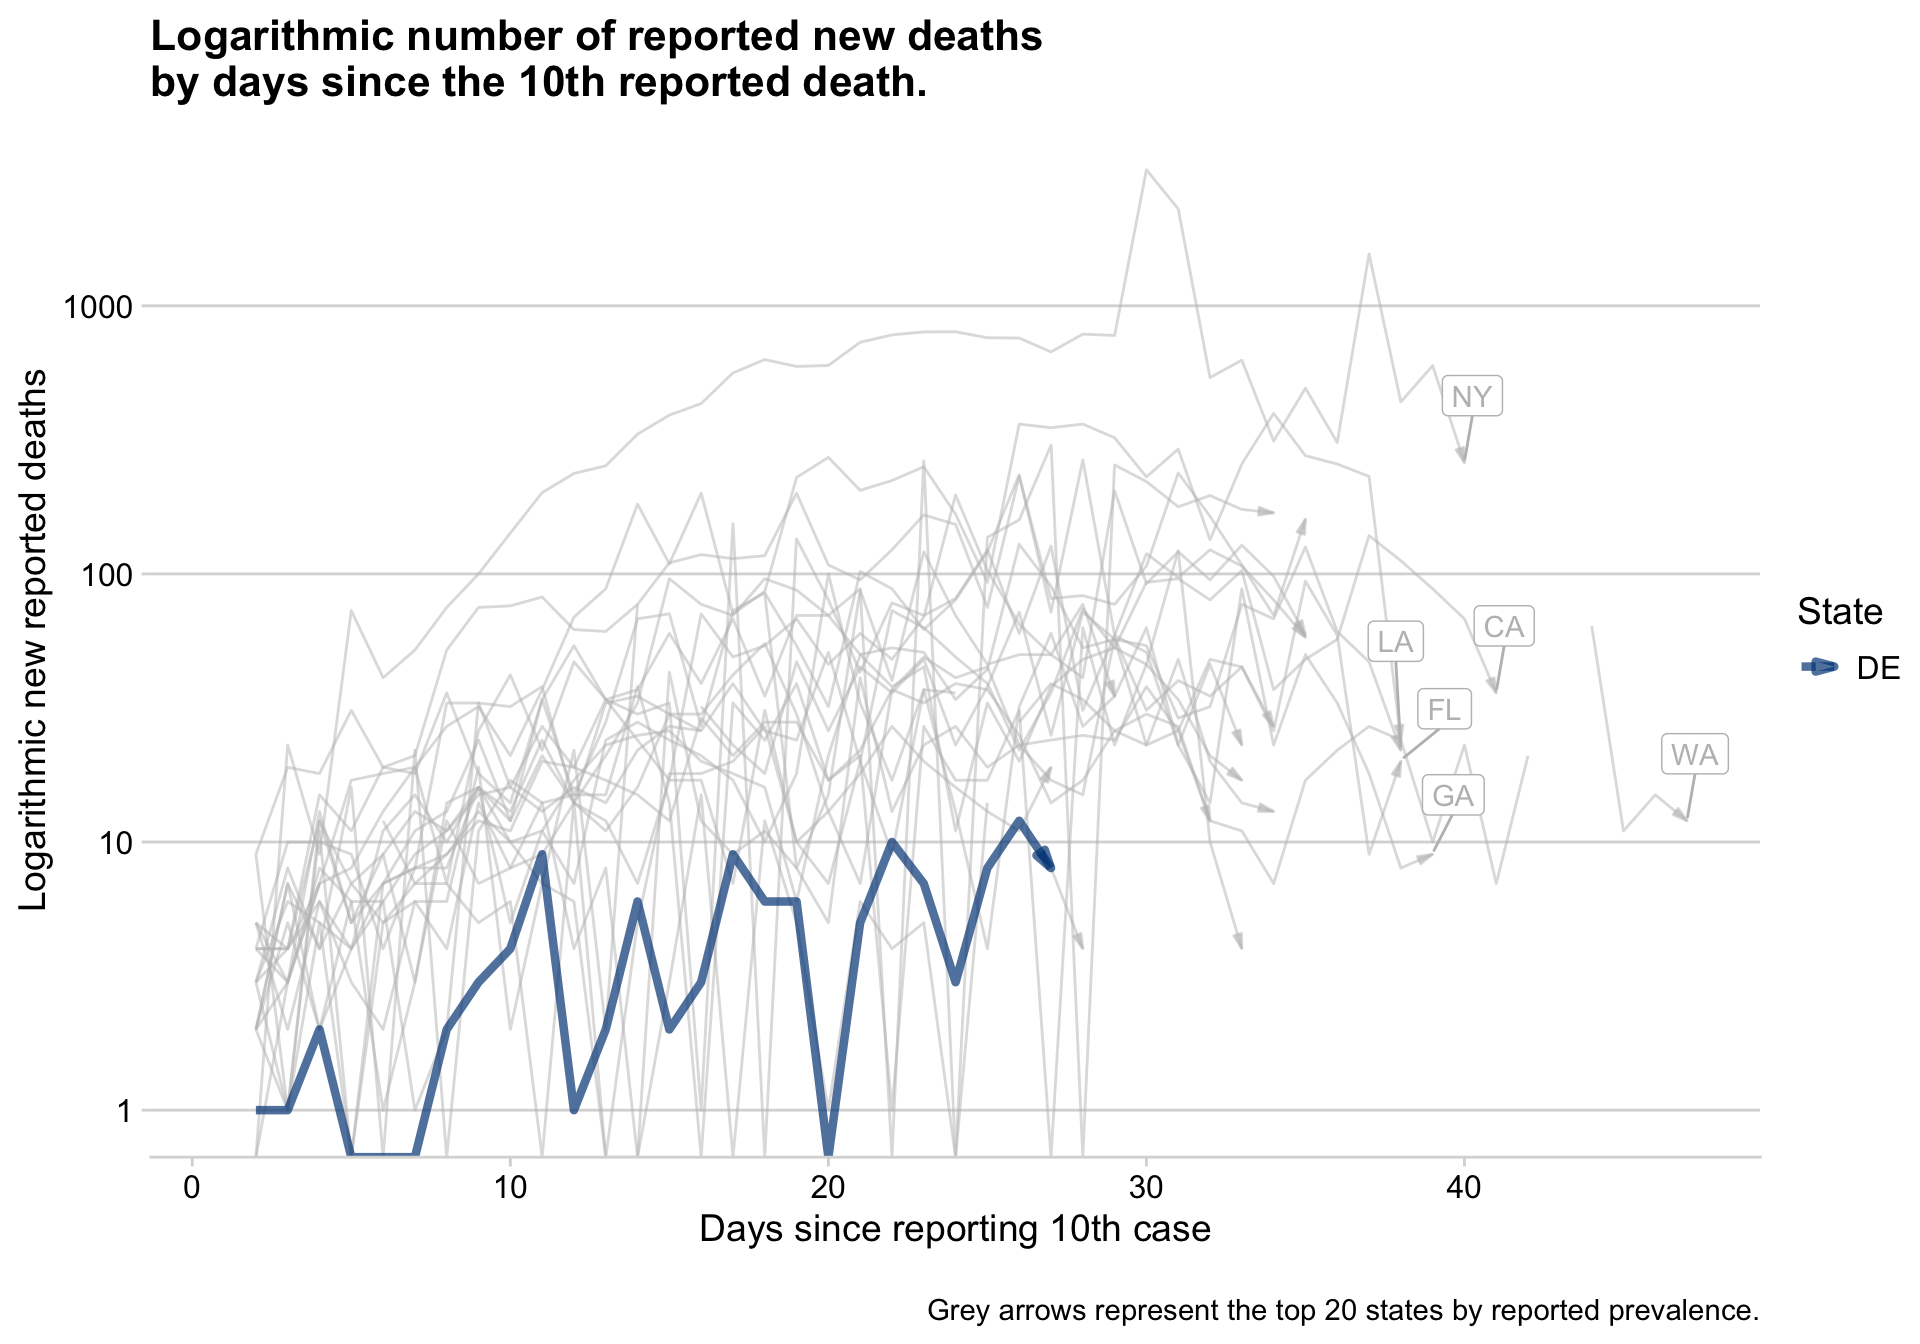 Logarithmic number of reported new deaths
by days since the 10th reported death.
Logarithmic new reported deaths
1000
100
10
1
NY
CA
LA
FL
WA
GA
State
DE
0 10 20 30 40
Days since reporting 10th case
Grey arrows represent the top 20 states by reported prevalence.